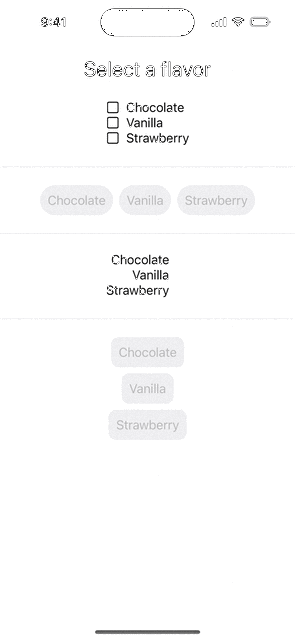 9:41
Select a flavor
Chocolate
Vanilla
Strawberry
Chocolate Vanilla Strawberry
Chocolate
Vanilla
Strawberry
Chocolate
Vanilla
Strawberry